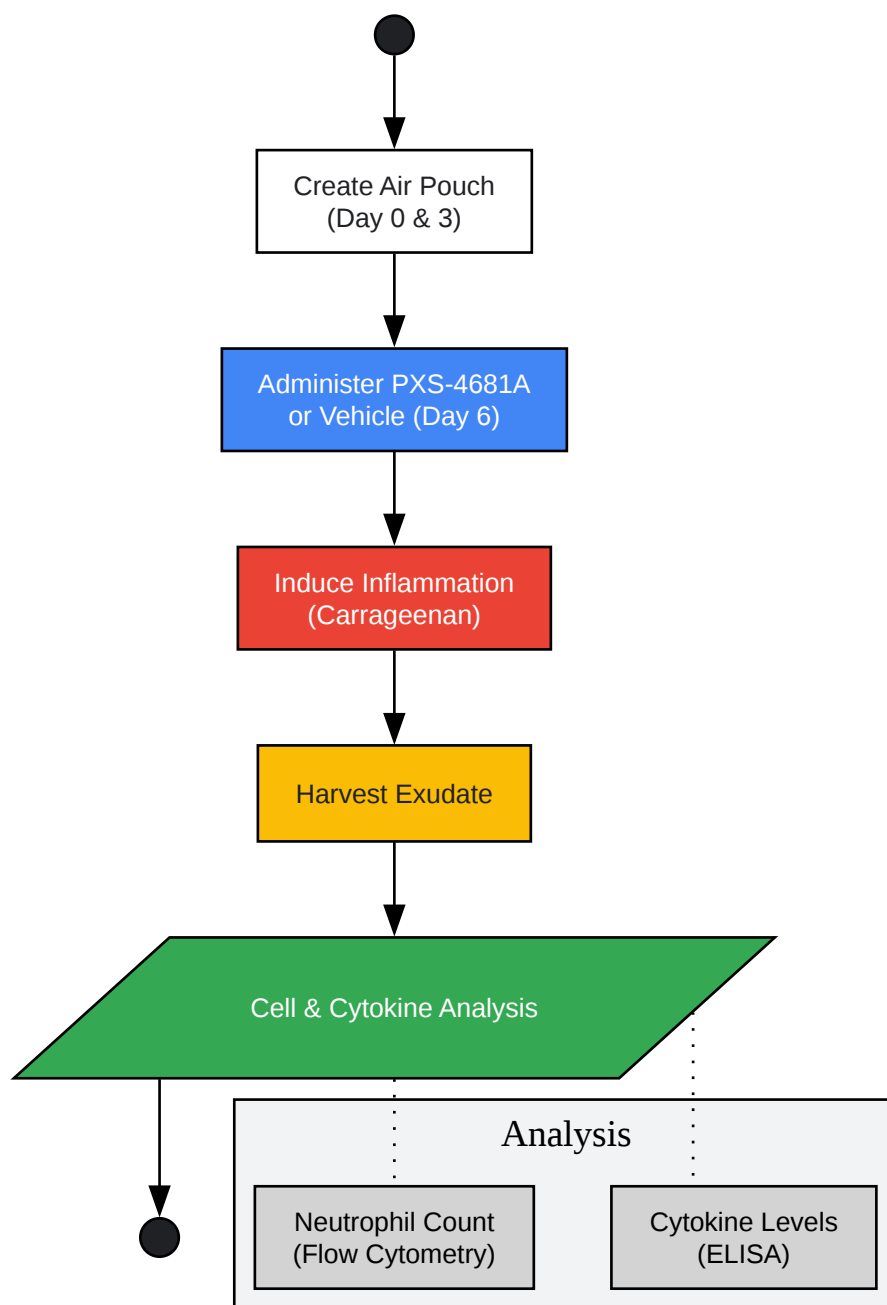 Create Air Pouch
(Day 0 & 3)
Administer PXS-4681A
or Vehicle (Day 6)
Induce Inflammation
(Carrageenan)
Harvest Exudate
Cell & Cytokine Analysis
Analysis
Neutrophil Count
(Flow Cytometry)
Cytokine Levels
(ELISA)